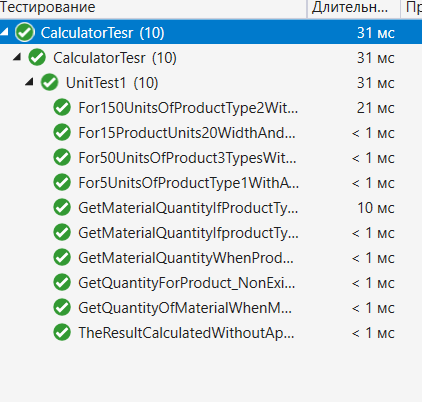 Тестирование Длительн... Пр
CalculatorTesr (10) 31 мс
CalculatorTesr (10) 31 мс
UnitTest1 (10) 31 мс
For150UnitsOfProductType2Wit... 21 мс
For15ProductUnits20WidthAnd... < 1 мс
For50UnitsOfProduct3TypesWit... < 1 мс
For5UnitsOfProductType1WithA... < 1 мс
GetMaterialQuantityIfProductTy... 10 мс
GetMaterialQuantityIfproductTy... < 1 мс
GetMaterialQuantityWhenProd... < 1 мс
GetQuantityForProduct_NonExi... < 1 мс
GetQuantityOfMaterialWhenM... < 1 мс
TheResultCalculatedWithoutAp... < 1 мс